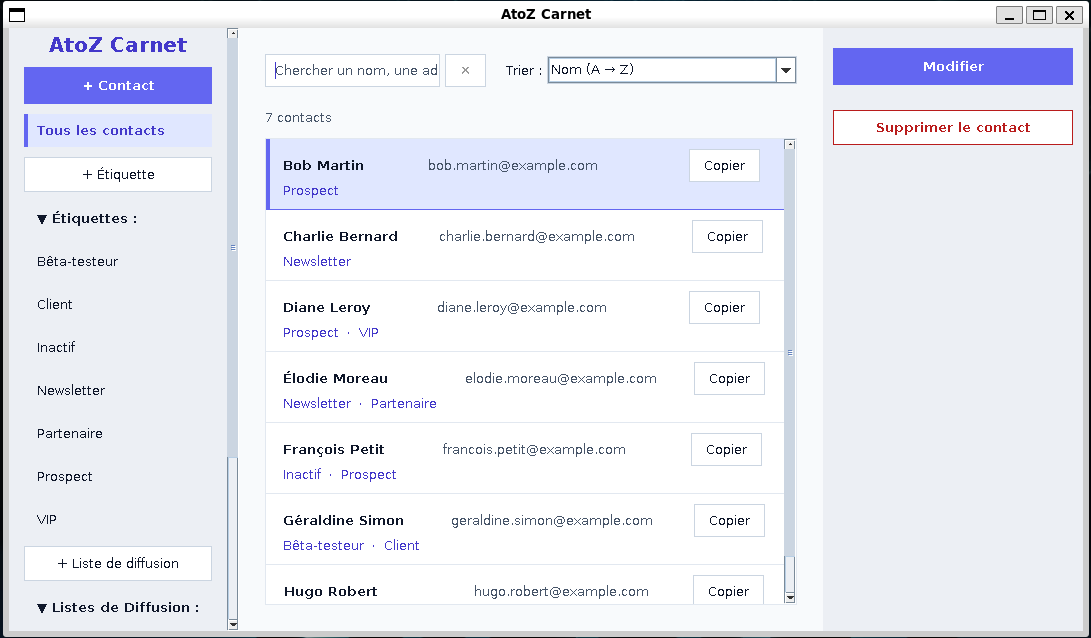 AtoZ Carnet
AtoZ Carnet
+ Contact
Tous les contacts
+ Étiquette
▼ Étiquettes :
Bêta-testeur
Client
Inactif
Newsletter
Partenaire
Prospect
VIP
+ Liste de diffusion
▼ Listes de Diffusion :
Chercher un nom, une ad
×
Trier :
Nom (A → Z)
7 contacts
Bob Martin bob.martin@example.com Copier
Prospect
Charlie Bernard charlie.bernard@example.com Copier
Newsletter
Diane Leroy diane.leroy@example.com Copier
Prospect · VIP
Élodie Moreau elodie.moreau@example.com Copier
Newsletter · Partenaire
François Petit francois.petit@example.com Copier
Inactif · Prospect
Géraldine Simon geraldine.simon@example.com Copier
Bêta-testeur · Client
Hugo Robert hugo.robert@example.com Copier
Modifier
Supprimer le contact